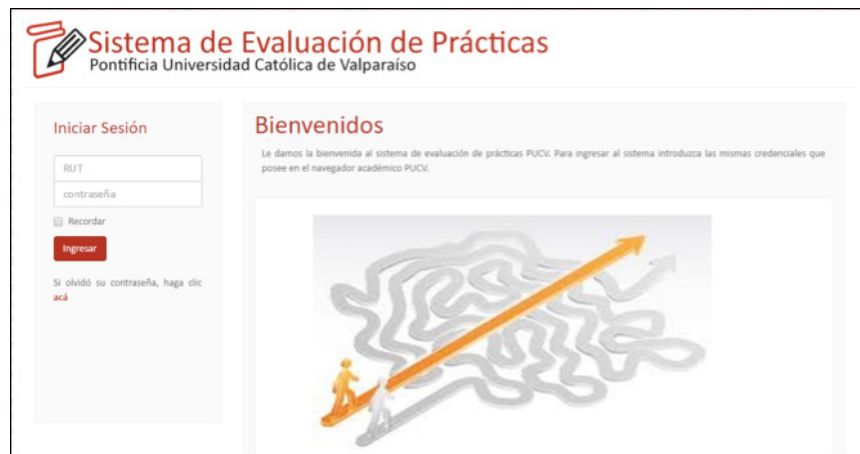 Sistema de Evaluación de Prácticas
Pontificia Universidad Católica de Valparaíso
Iniciar Sesión
RUT
contraseña
Recordar
Ingresar
Si olvidó su contraseña, haga clic
acá
Bienvenidos
Le damos la bienvenida al sistema de evaluación de prácticas PUCV. Para ingresar al sistema introduzca las mismas credenciales que
posee en el navegador académico PUCV.